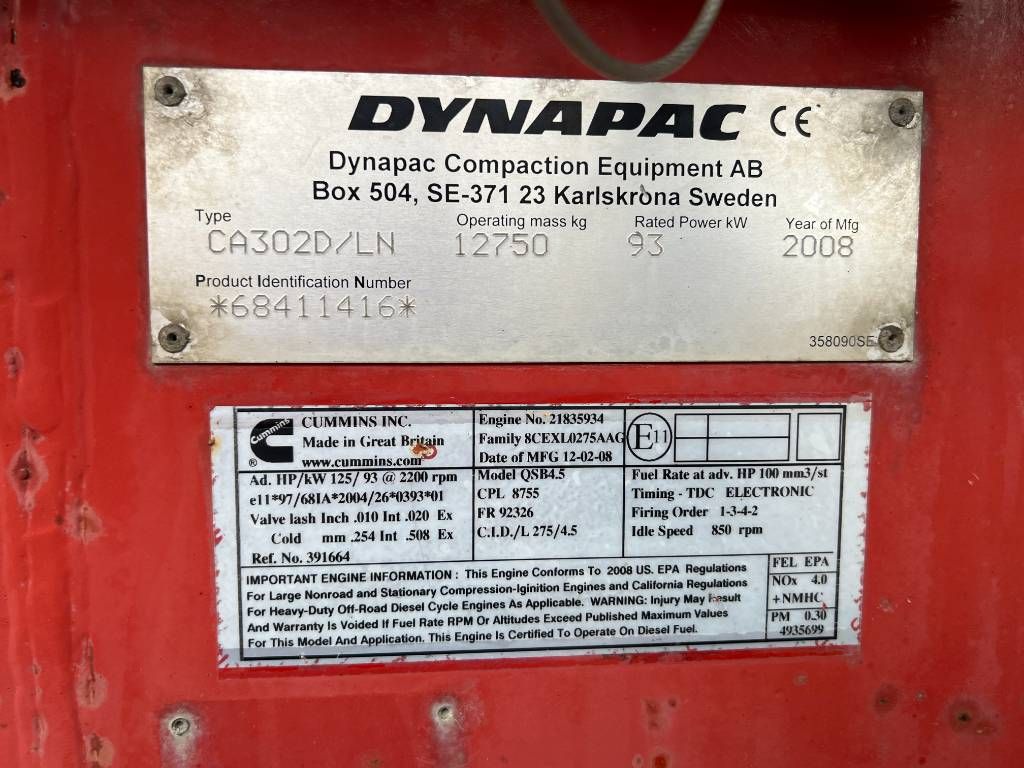 DYNAPAC CE
Dynapac Compaction Equipment AB
Box 504, SE-371 23 Karlskrona Sweden
Type Operating mass kg Rated Power kW Year of Mfg
CA302D/LN 12750 93 2008
Product Identification Number
*68411416*
358090SE
Cummins ®
CUMMINS INC.
Made in Great Britain
www.cummins.com
Engine No. 21835934
Family 8CEXL0275AAG
Date of MFG 12-02-08
E11
Ad. HP/kW 125/ 93 @ 2200 rpm
e11*97/68IA*2004/26*0393*01
Valve lash Inch .010 Int .020 Ex
Cold mm .254 Int .508 Ex
Ref. No. 391664
Model QSB4.5
CPL 8755
FR 92326
C.I.D./L 275/4.5
Fuel Rate at adv. HP 100 mm3/st
Timing - TDC ELECTRONIC
Firing Order 1-3-4-2
Idle Speed 850 rpm
IMPORTANT ENGINE INFORMATION : This Engine Conforms To 2008 US. EPA Regulations
For Large Nonroad and Stationary Compression-Iginition Engines and California Regulations
For Heavy-Duty Off-Road Diesel Cycle Engines As Applicable. WARNING: Injury May Result
And Warranty Is Voided If Fuel Rate RPM Or Altitudes Exceed Published Maximum Values
For This Model And Application. This Engine Is Certified To Operate On Diesel Fuel.
FEL EPA
NOx 4.0
+NMHC
PM 0.30
4935699